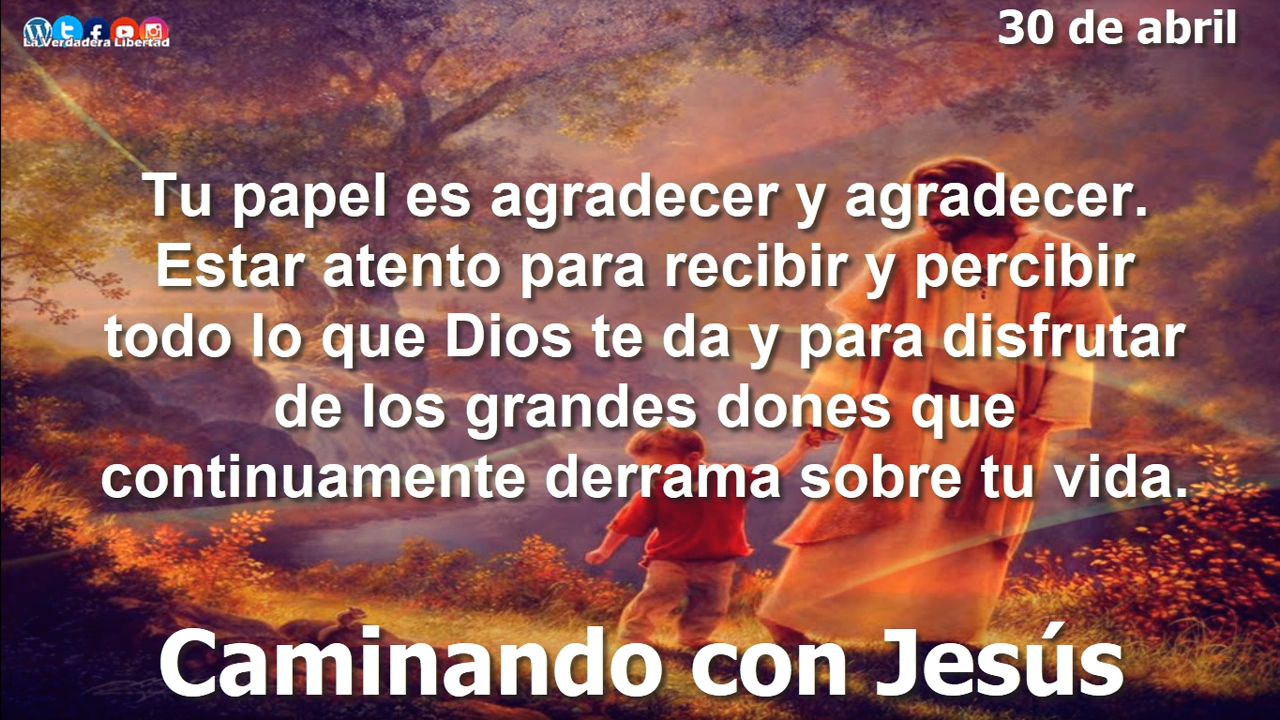 La Verdadera Libertad
30 de abril
Tu papel es agradecer y agradecer.
Estar atento para recibir y percibir
todo lo que Dios te da y para disfrutar
de los grandes dones que
continuamente derrama sobre tu vida.
Caminando con Jesús